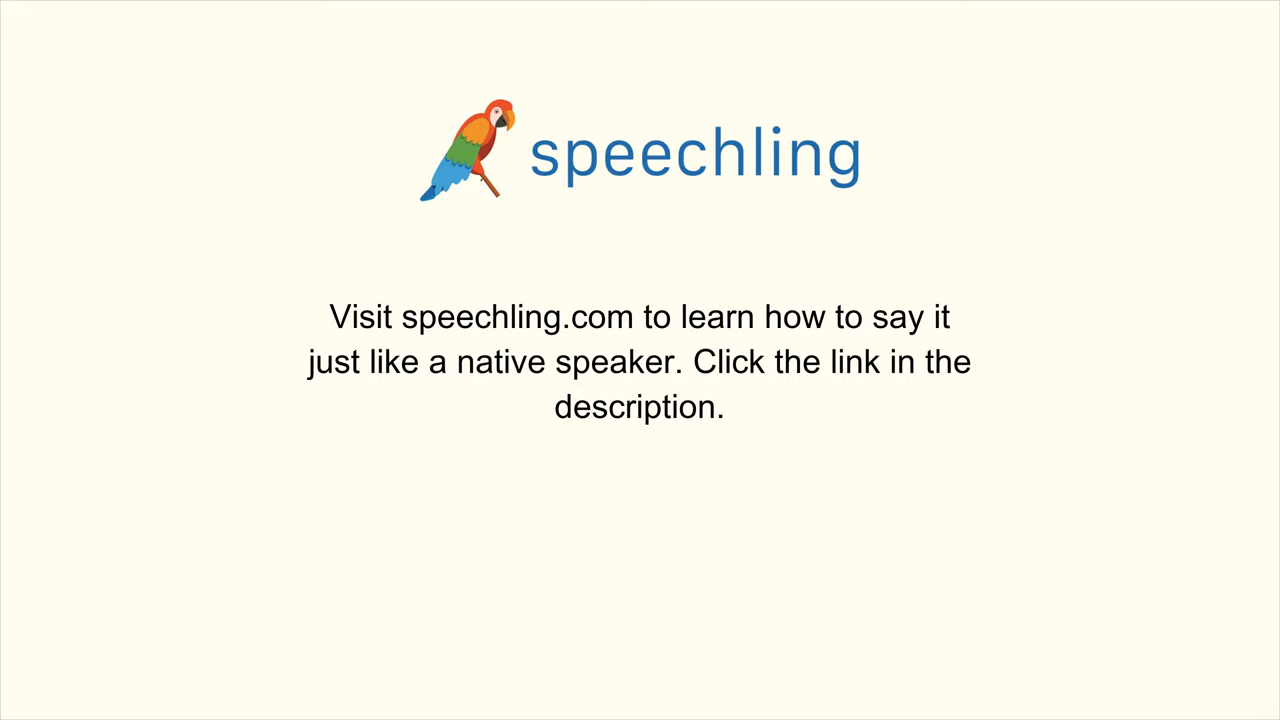 speechling
Visit speechling.com to learn how to say it
just like a native speaker. Click the link in the
description.